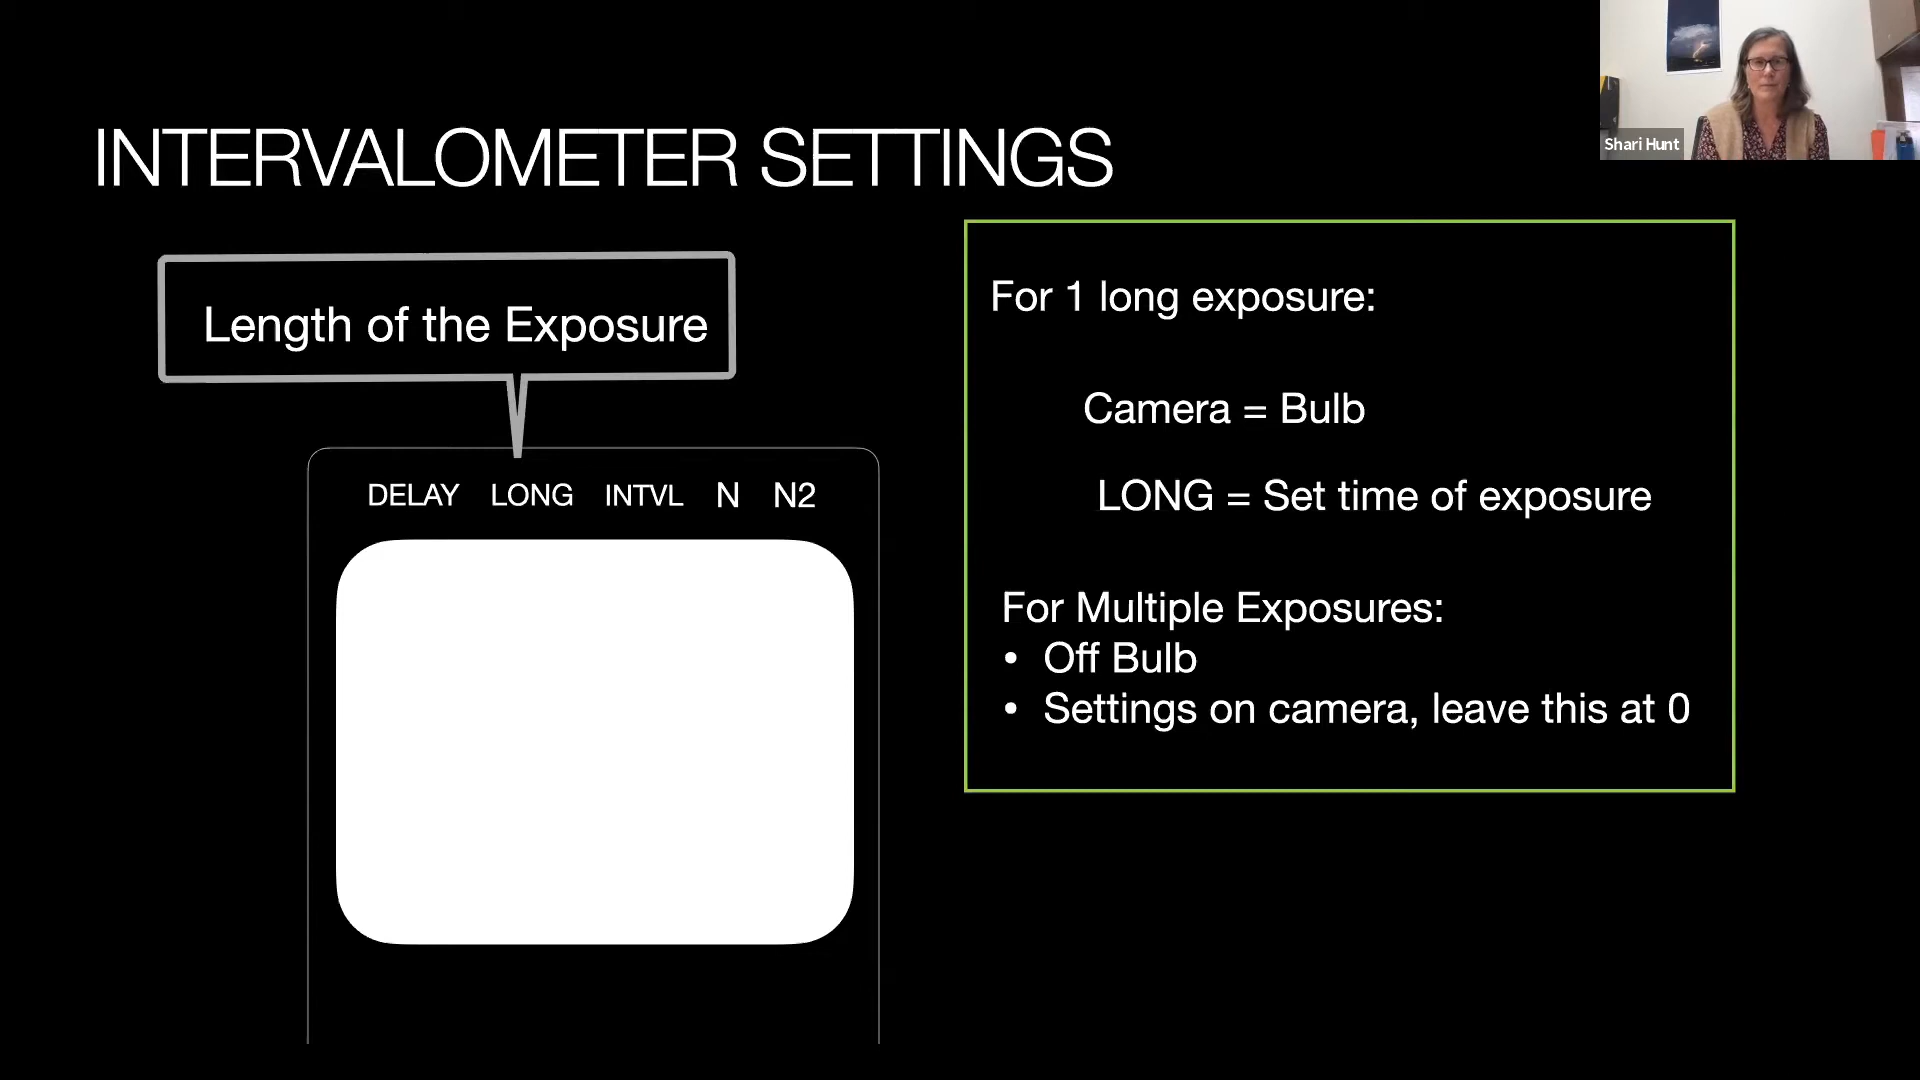 Shari Hunt
INTERVALOMETER SETTINGS
Length of the Exposure
DELAY LONG INTVL N N2
For 1 long exposure:
Camera = Bulb
LONG = Set time of exposure
For Multiple Exposures:
• Off Bulb
• Settings on camera, leave this at 0